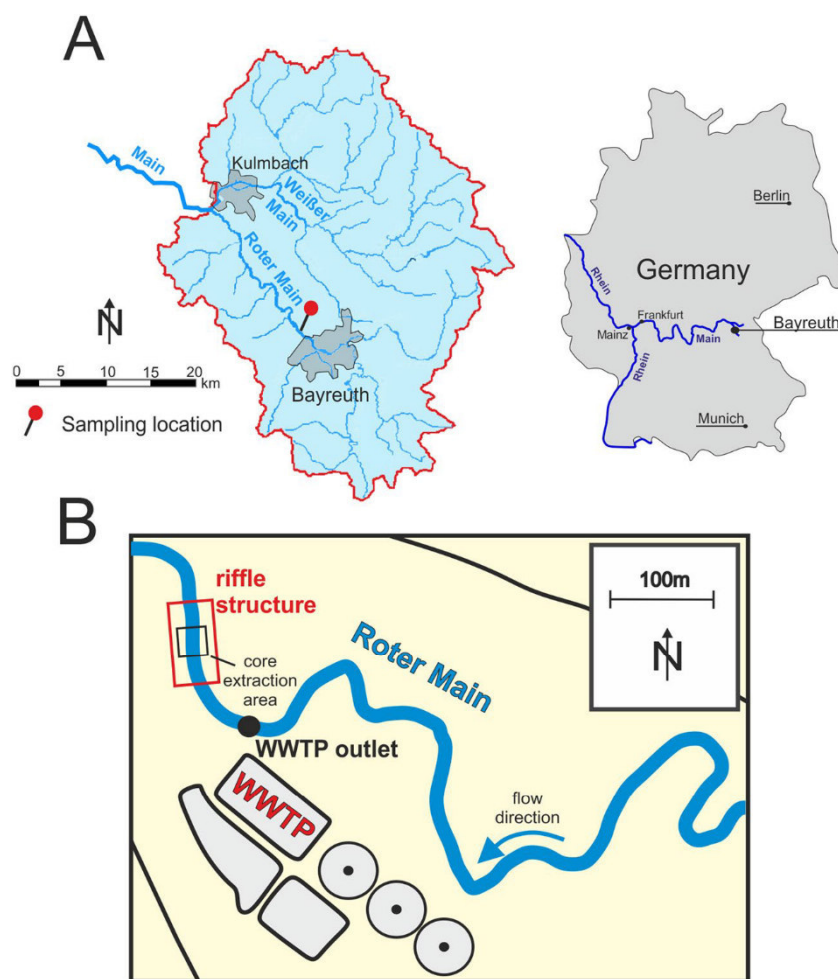 A
Main
Kulmbach
Weißer
Main
Roter Main
Bayreuth
N
0 5 10 15 20
km
Sampling location
Berlin
Germany
Rhein
Frankfurt
Mainz
Main
Bayreuth
Rhein
Munich
B
riffle
structure
core
extraction
area
Roter Main
WWTP outlet
WWTP
flow
direction
100m
N